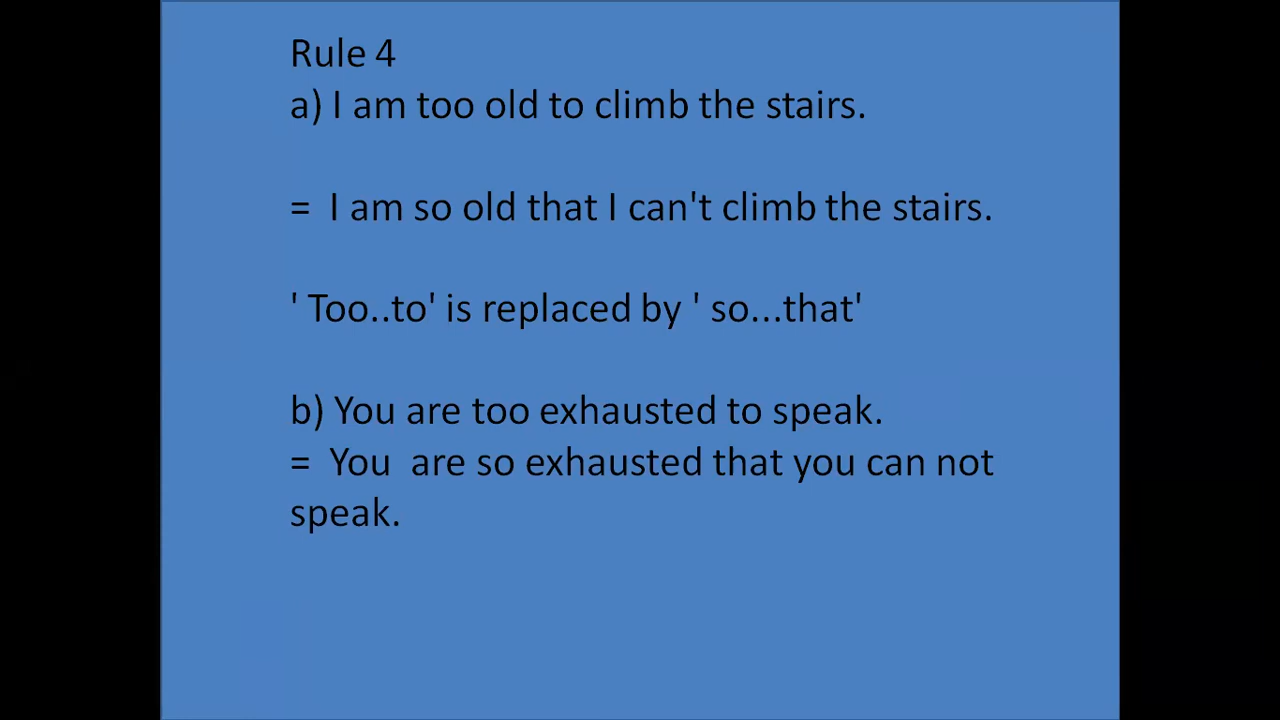 Rule 4
a) I am too old to climb the stairs.
=  I am so old that I can't climb the stairs.
' Too..to' is replaced by ' so...that'
b) You are too exhausted to speak.
=  You  are so exhausted that you can not
speak.